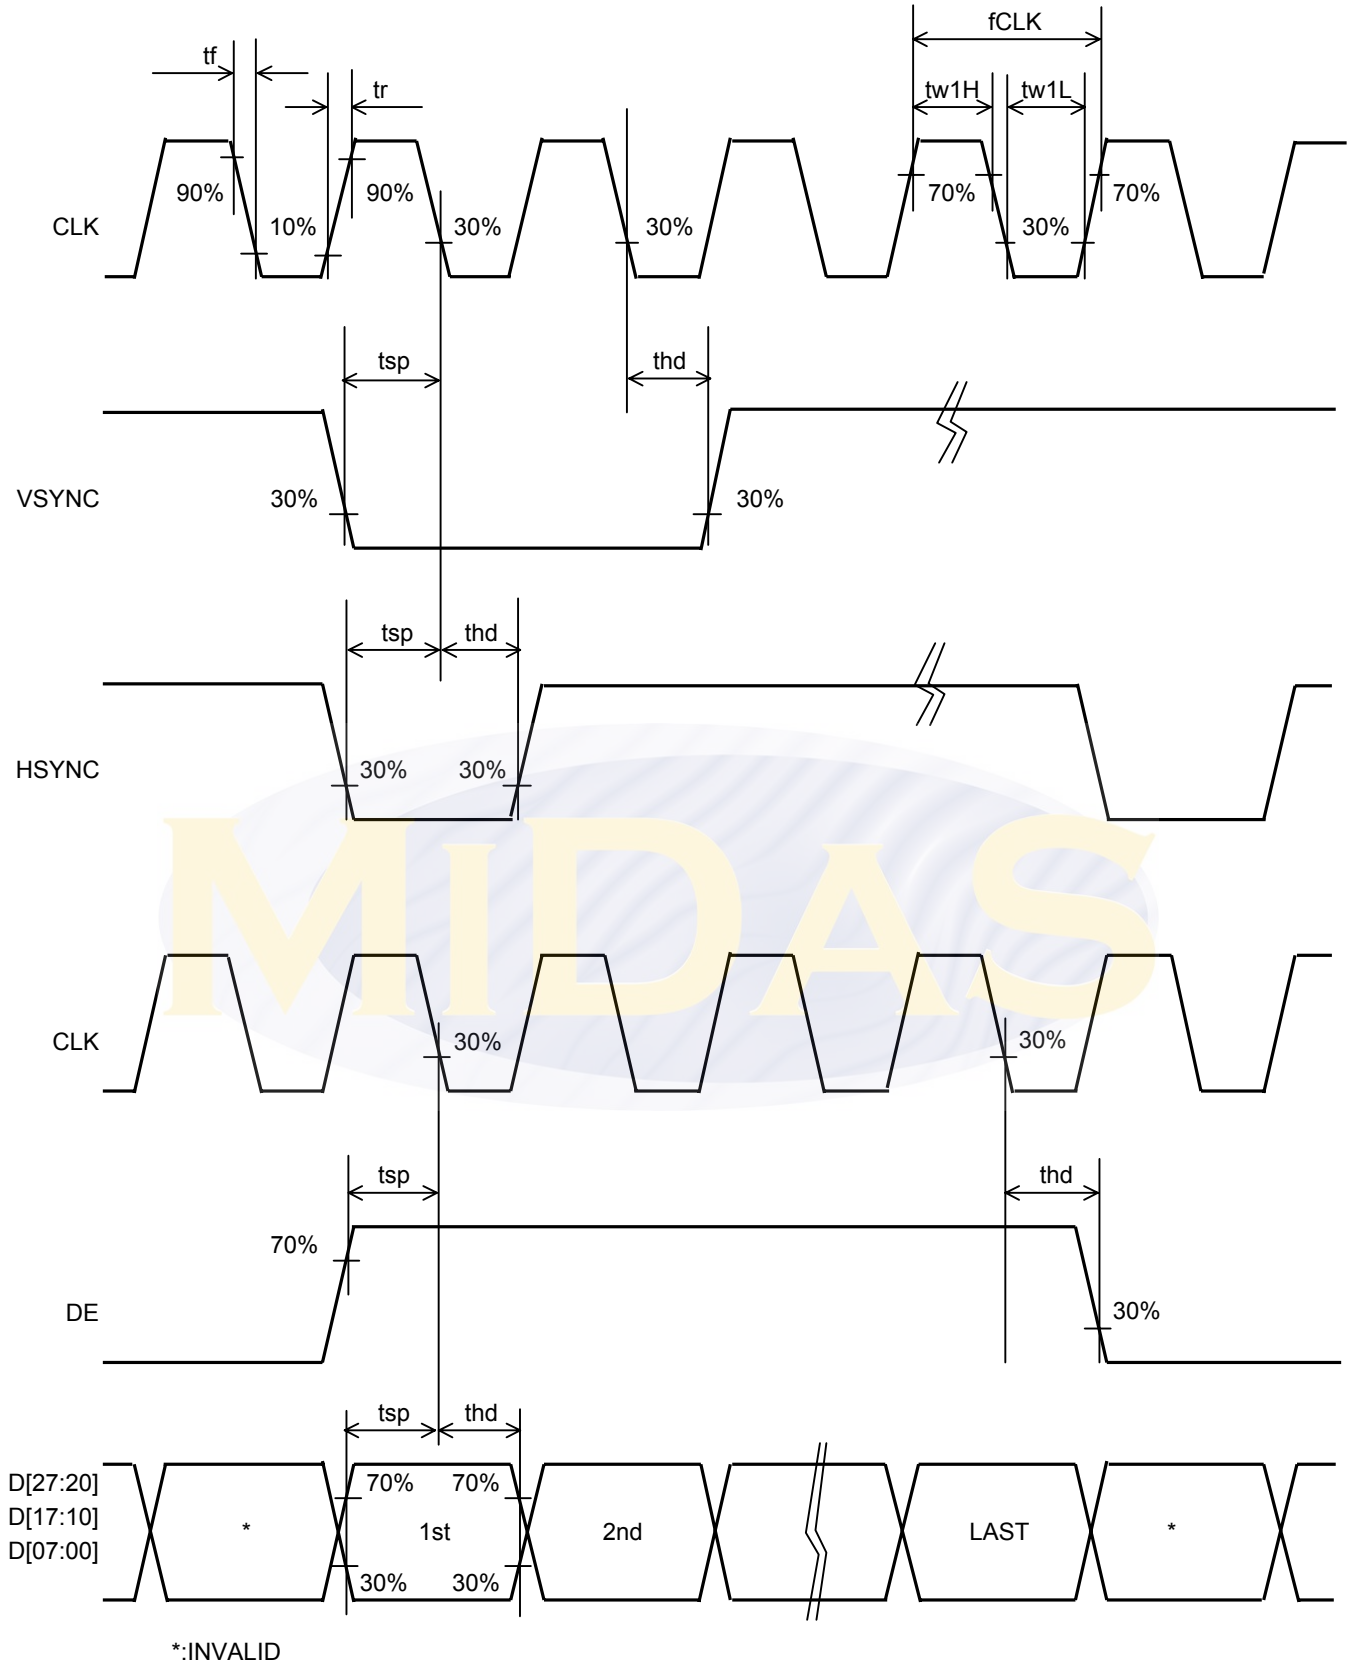 fCLK
tf
tr
tw1H
tw1L
90%
90%
70%
70%
10%
30%
30%
30%
CLK
tsp
thd
VSYNC
30%
30%
tsp
thd
HSYNC
30%
30%
MIDAS
CLK
30%
30%
tsp
thd
70%
DE
30%
tsp
thd
D[27:20]
70%
70%
D[17:10]
*
1st
2nd
LAST
*
D[07:00]
30%
30%
*:INVALID